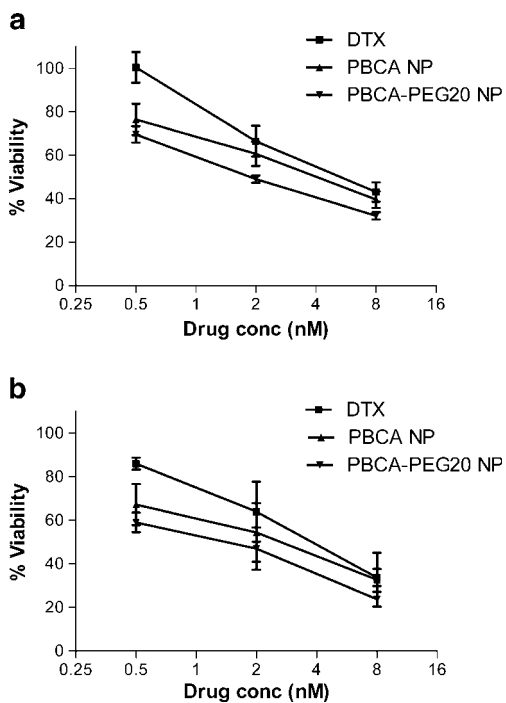 a
DTX
PBCA NP
PBCA-PEG20 NP
% Viability
100
80
60
40
20
0
0.25 0.5 1 2 4 8 16
Drug conc (nM)
b
DTX
PBCA NP
PBCA-PEG20 NP
% Viability
100
80
60
40
20
0
0.25 0.5 1 2 4 8 16
Drug conc (nM)